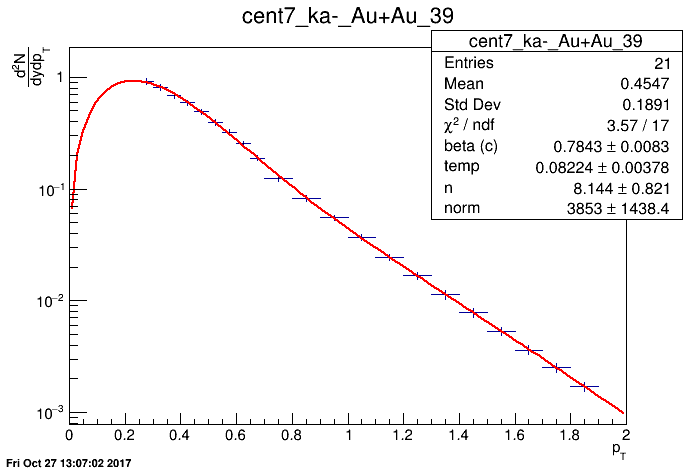 cent7_ka-_Au+Au_39
cent7_ka-_Au+Au_39
Entries 21
Mean 0.4547
Std Dev 0.1891
χ² / ndf 3.57 / 17
beta (c) 0.7843 ± 0.0083
temp 0.08224 ± 0.00378
n 8.144 ± 0.821
norm 3853 ± 1438.4
d²N
dydp_T
1
10⁻¹
10⁻²
10⁻³
0 0.2 0.4 0.6 0.8 1 1.2 1.4 1.6 1.8 2
p_T
Fri Oct 27 13:07:02 2017